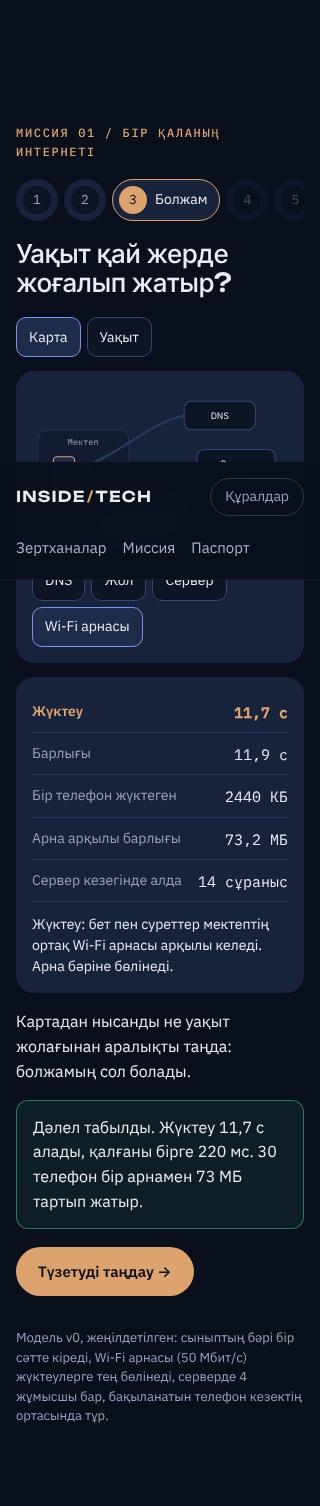 МИССИЯ 01 / БІР ҚАЛАНЫҢ
ИНТЕРНЕТІ
1 2 3 Болжам 4 5
Уақыт қай жерде
жоғалып жатыр?
Карта Уақыт
DNS
Мектеп
INSIDE/TECH Құралдар
Зертханалар Миссия Паспорт
DNS Жол Сервер
Wi-Fi арнасы
Жүктеу 11,7 с
Барлығы 11,9 с
Бір телефон жүктеген 2440 КБ
Арна арқылы барлығы 73,2 МБ
Сервер кезегінде алда 14 сұраныс
Жүктеу: бет пен суреттер мектептің
ортақ Wi-Fi арнасы арқылы келеді.
Арна бәріне бөлінеді.
Картадан нысанды не уақыт
жолағынан аралықты таңда:
болжамың сол болады.
Дәлел табылды. Жүктеу 11,7 с
алады, қалғаны бірге 220 мс. 30
телефон бір арнамен 73 МБ
тартып жатыр.
Түзетуді таңдау →
Модель v0, жеңілдетілген: сыныптың бәрі бір
сәтте кіреді, Wi-Fi арнасы (50 Мбит/с)
жүктеулерге тең бөлінеді, серверде 4
жұмысшы бар, бақыланатын телефон кезектің
ортасында тұр.